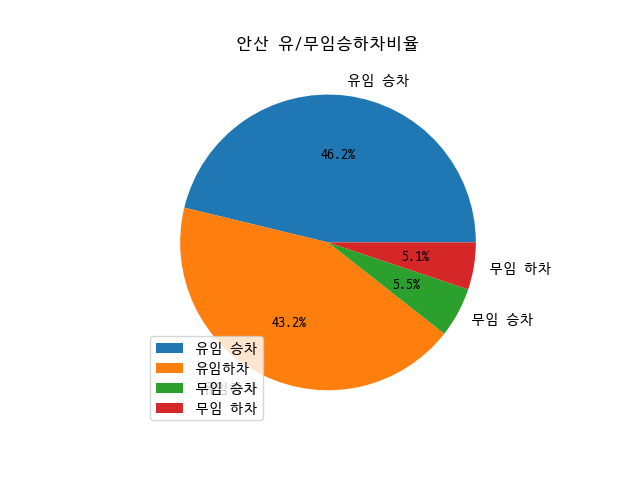 안산 유/무임승하차비율
유임 승차
46.2%
5.1%
무임 하차
5.5%
무임 승차
43.2%
유임 승차
유임하차
무임 승차
무임 하차